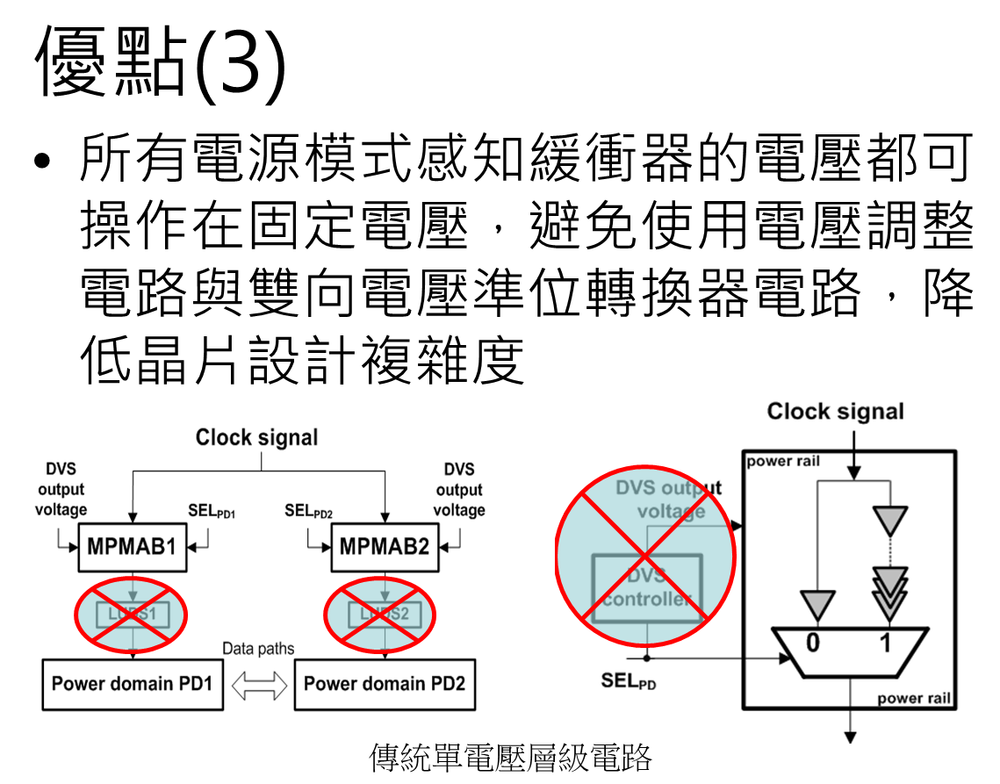 優點(3)
• 所有電源模式感知緩衝器的電壓都可
操作在固定電壓，避免使用電壓調整
電路與雙向電壓準位轉換器電路，降
低晶片設計複雜度
Clock signal
DVS
output
voltage
SELPD1
SELPD2
DVS
output
voltage
MPMAB1
MPMAB2
LUDS1
LUDS2
Data paths
Power domain PD1
Power domain PD2
Clock signal
power rail
DVS output
voltage
DVS
controller
0
1
SELPD
power rail
傳統單電壓層級電路